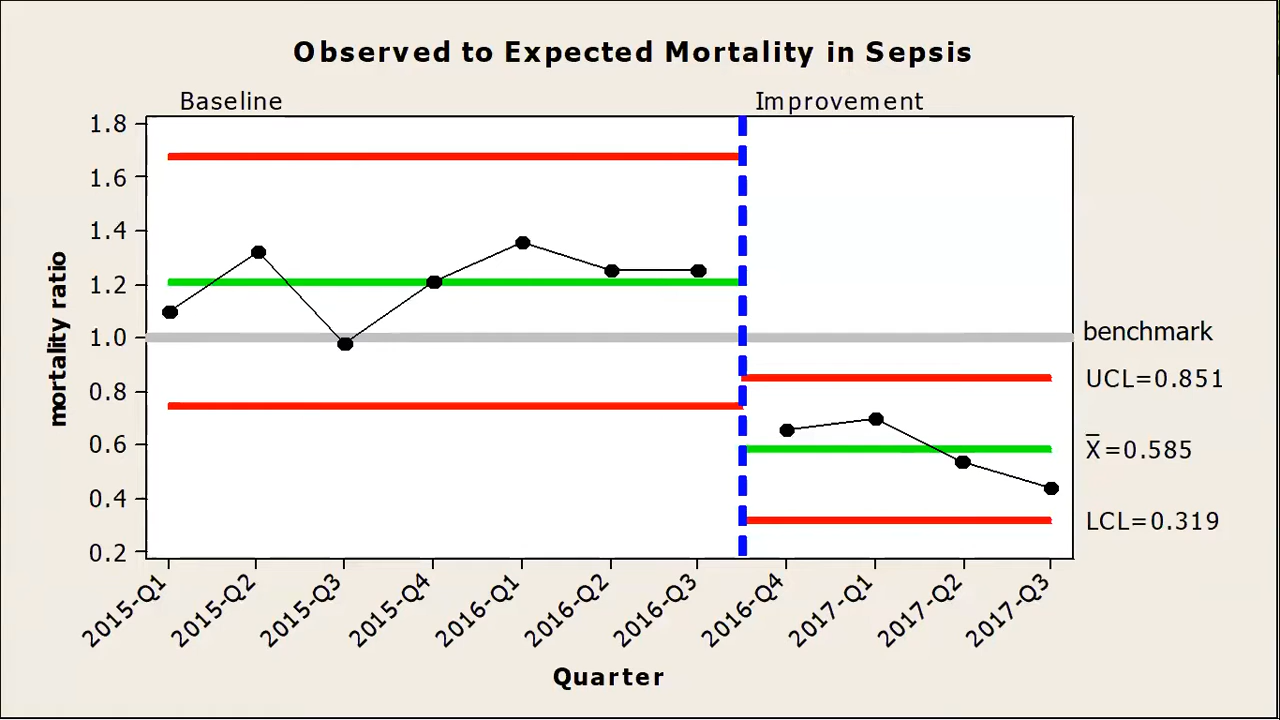 Observed to Expected Mortality in Sepsis
Baseline
Improvement
1.8
1.6
1.4
1.2
1.0
0.8
0.6
0.4
0.2
mortality ratio
benchmark
UCL=0.851
X̅=0.585
LCL=0.319
2015-Q1
2015-Q2
2015-Q3
2015-Q4
2016-Q1
2016-Q2
2016-Q3
2016-Q4
2017-Q1
2017-Q2
2017-Q3
Quarter